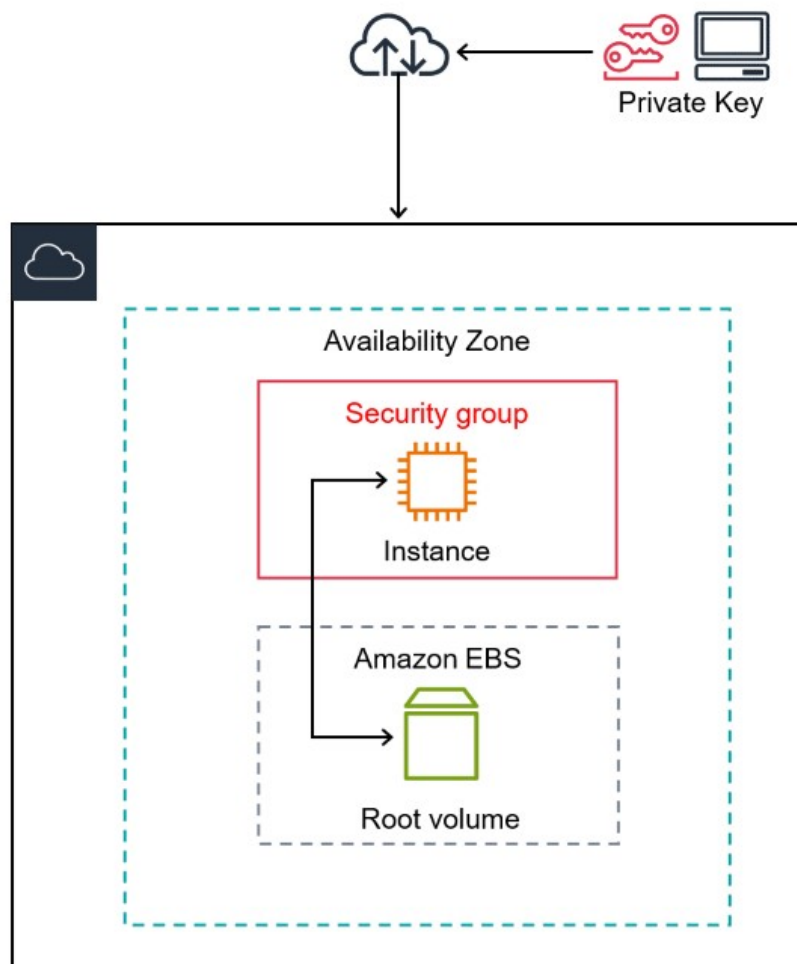 Private Key
Availability Zone
Security group
Instance
Amazon EBS
Root volume